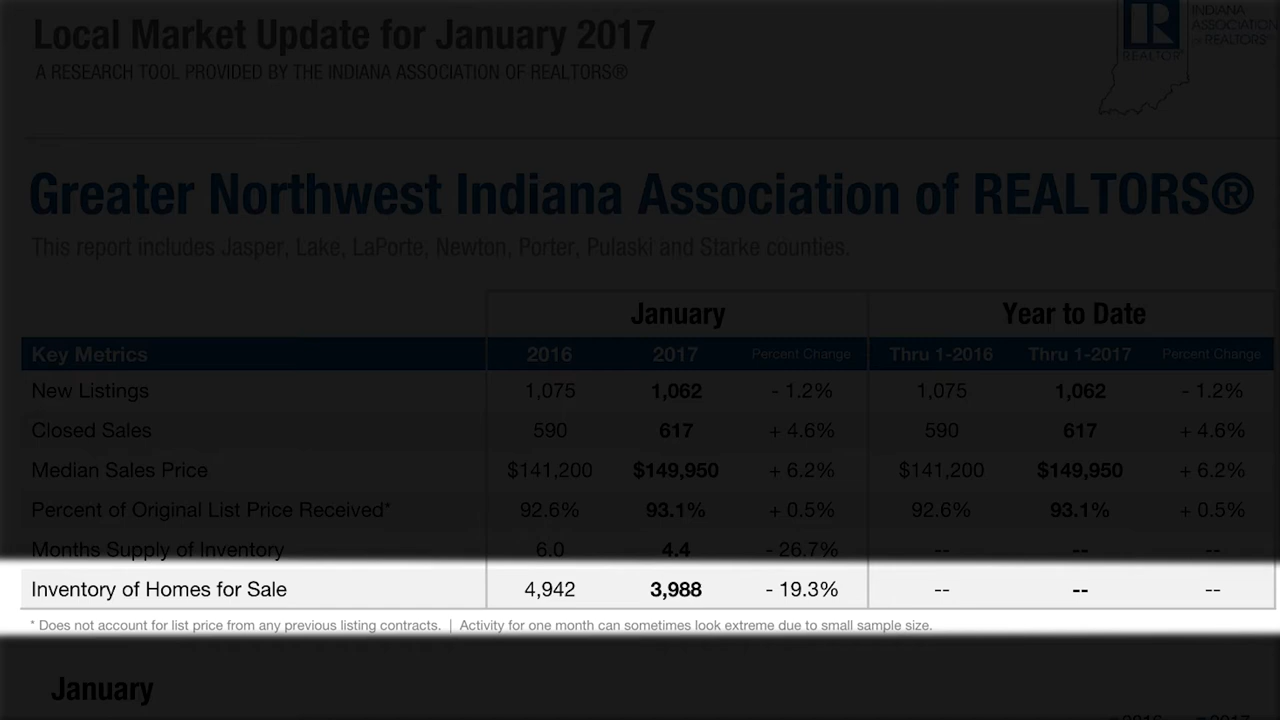 Local Market Update for January 2017
A RESEARCH TOOL PROVIDED BY THE INDIANA ASSOCIATION OF REALTORS®
INDIANA
ASSOCIATION
OF REALTORS®
REALTOR®
Greater Northwest Indiana Association of REALTORS®
This report includes Jasper, Lake, LaPorte, Newton, Porter, Pulaski and Starke counties.
January Year to Date
Key Metrics 2016 2017 Percent Change Thru 1-2016 Thru 1-2017 Percent Change
New Listings 1,075 1,062 - 1.2% 1,075 1,062 - 1.2%
Closed Sales 590 617 + 4.6% 590 617 + 4.6%
Median Sales Price $141,200 $149,950 + 6.2% $141,200 $149,950 + 6.2%
Percent of Original List Price Received* 92.6% 93.1% + 0.5% 92.6% 93.1% + 0.5%
Months Supply of Inventory 6.0 4.4 - 26.7% -- -- --
Inventory of Homes for Sale 4,942 3,988 - 19.3% -- -- --
* Does not account for list price from any previous listing contracts. | Activity for one month can sometimes look extreme due to small sample size.
January